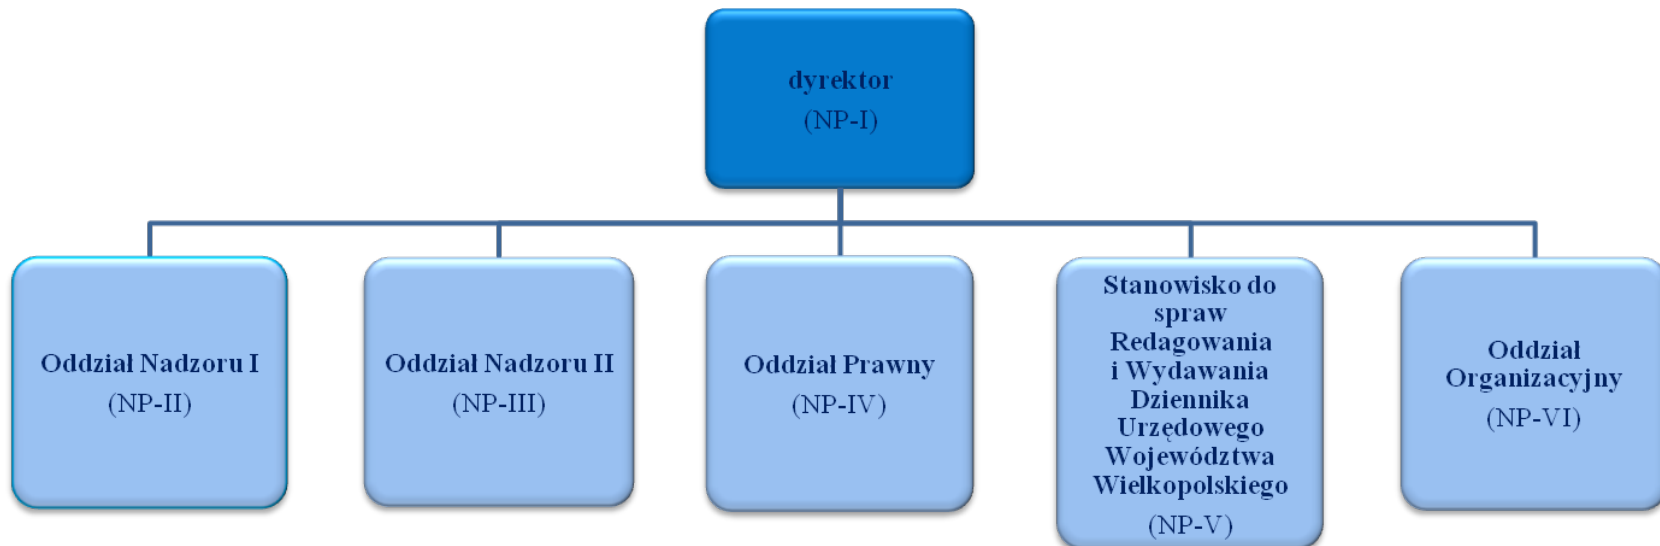 dyrektor
(NP-I)
Oddział Nadzoru I
(NP-II)
Oddział Nadzoru II
(NP-III)
Oddział Prawny
(NP-IV)
Stanowisko do
spraw
Redagowania
i Wydawania
Dziennika
Urzędowego
Województwa
Wielkopolskiego
(NP-V)
Oddział
Organizacyjny
(NP-VI)